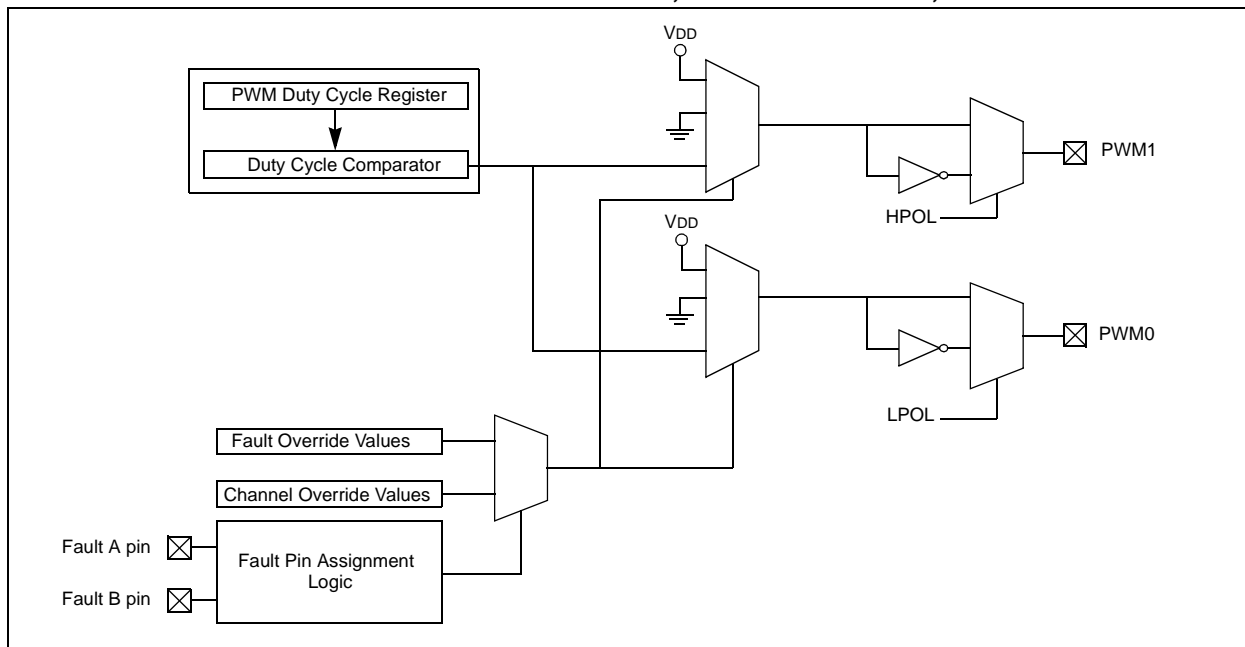 VDD
PWM Duty Cycle Register
Duty Cycle Comparator
PWM1
HPOL
VDD
PWM0
LPOL
Fault Override Values
Channel Override Values
Fault A pin
Fault Pin Assignment
Logic
Fault B pin